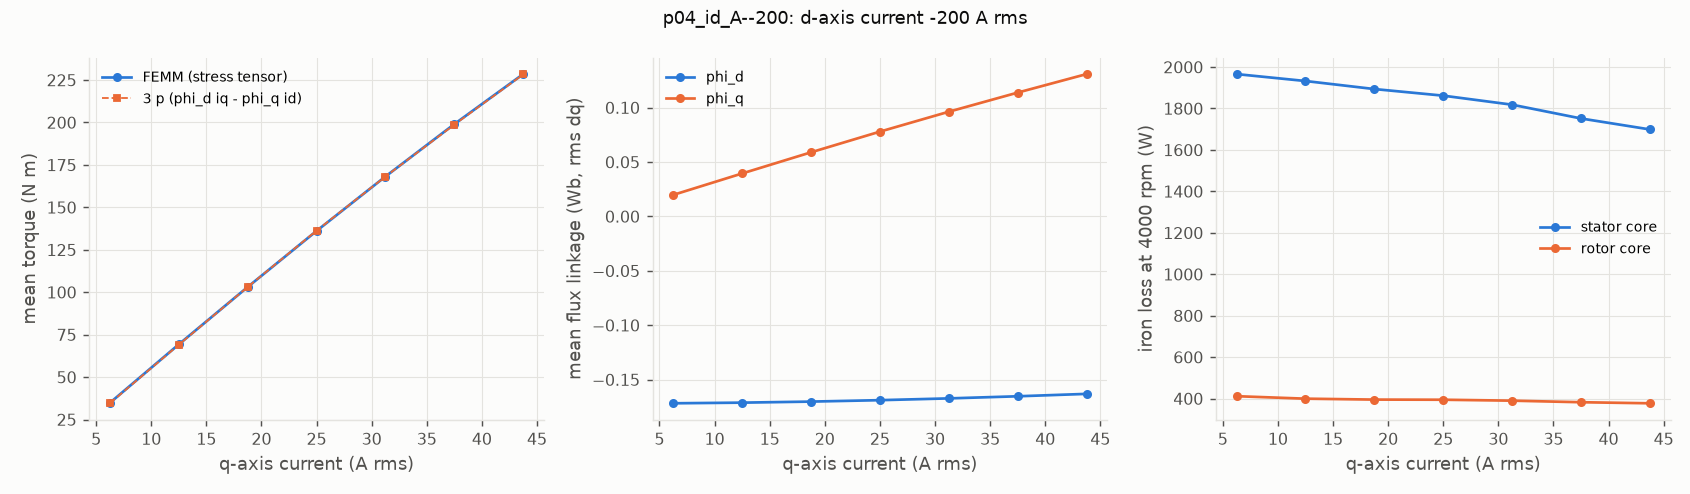 p04_id_A--200: d-axis current -200 A rms
mean torque (N m)
225
200
175
150
125
100
75
50
25
FEMM (stress tensor)
3 p (phi_d iq - phi_q id)
5 10 15 20 25 30 35 40 45
q-axis current (A rms)
mean flux linkage (Wb, rms dq)
0.10
0.05
0.00
−0.05
−0.10
−0.15
phi_d
phi_q
5 10 15 20 25 30 35 40 45
q-axis current (A rms)
iron loss at 4000 rpm (W)
2000
1800
1600
1400
1200
1000
800
600
400
stator core
rotor core
5 10 15 20 25 30 35 40 45
q-axis current (A rms)